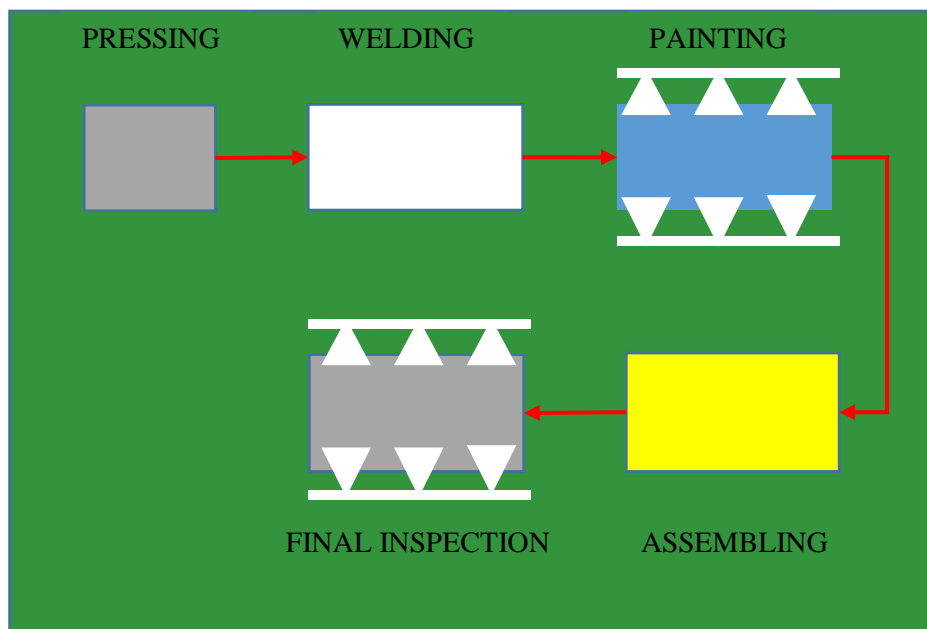 PRESSING
WELDING
PAINTING
FINAL INSPECTION
ASSEMBLING